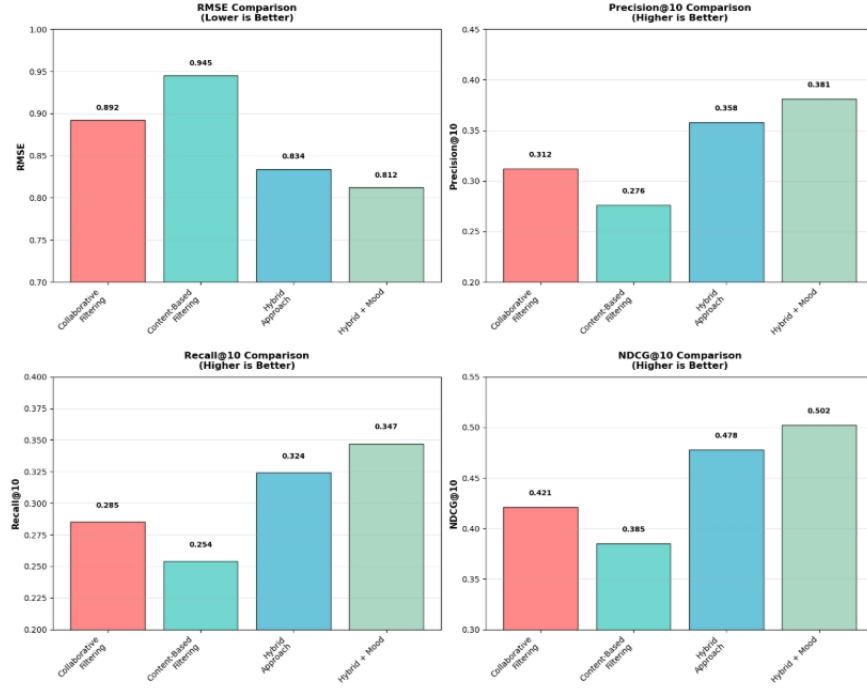 RMSE Comparison
(Lower is Better)
1.00
0.95
0.90
0.85
0.80
0.75
0.70
RMSE
0.892
0.945
0.834
0.812
Collaborative
Filtering
Content-Based
Filtering
Hybrid
Approach
Hybrid + Mood
Precision@10 Comparison
(Higher is Better)
0.45
0.40
0.35
0.30
0.25
0.20
Precision@10
0.312
0.276
0.358
0.381
Collaborative
Filtering
Content-Based
Filtering
Hybrid
Approach
Hybrid + Mood
Recall@10 Comparison
(Higher is Better)
0.400
0.375
0.350
0.325
0.300
0.275
0.250
0.225
0.200
Recall@10
0.285
0.254
0.324
0.347
Collaborative
Filtering
Content-Based
Filtering
Hybrid
Approach
Hybrid + Mood
NDCG@10 Comparison
(Higher is Better)
0.55
0.50
0.45
0.40
0.35
0.30
NDCG@10
0.421
0.385
0.478
0.502
Collaborative
Filtering
Content-Based
Filtering
Hybrid
Approach
Hybrid + Mood